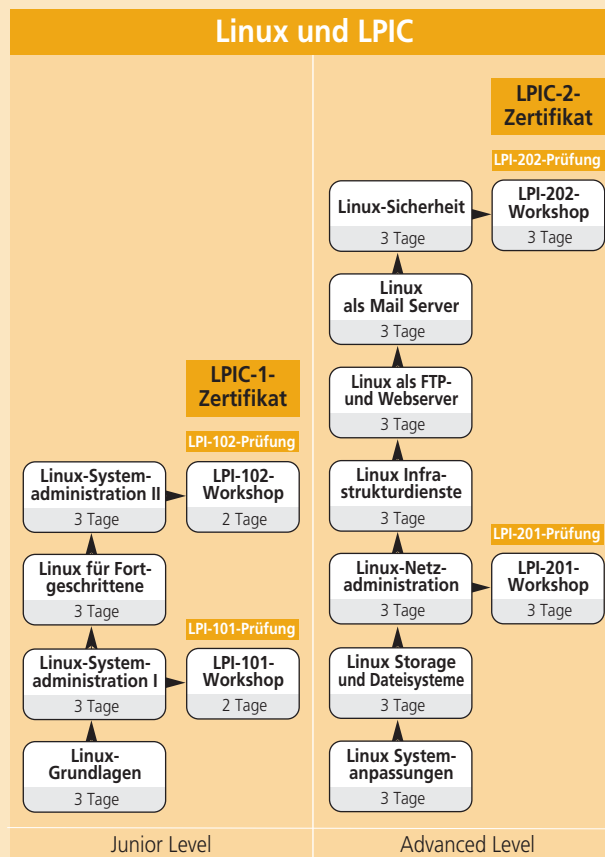 Linux und LPIC
LPIC-2-
Zertifikat
LPI-202-Prüfung
Linux-Sicherheit
3 Tage
LPI-202-
Workshop
3 Tage
Linux
als Mail Server
3 Tage
LPIC-1-
Zertifikat
Linux als FTP-
und Webserver
3 Tage
LPI-102-Prüfung
Linux-System-
administration II
3 Tage
LPI-102-
Workshop
2 Tage
Linux Infra-
strukturdienste
3 Tage
LPI-201-Prüfung
Linux für Fort-
geschrittene
3 Tage
Linux-Netz-
administration
3 Tage
LPI-201-
Workshop
3 Tage
LPI-101-Prüfung
Linux-System-
administration I
3 Tage
LPI-101-
Workshop
2 Tage
Linux Storage
und Dateisysteme
3 Tage
Linux-
Grundlagen
3 Tage
Linux System-
anpassungen
3 Tage
Junior Level
Advanced Level